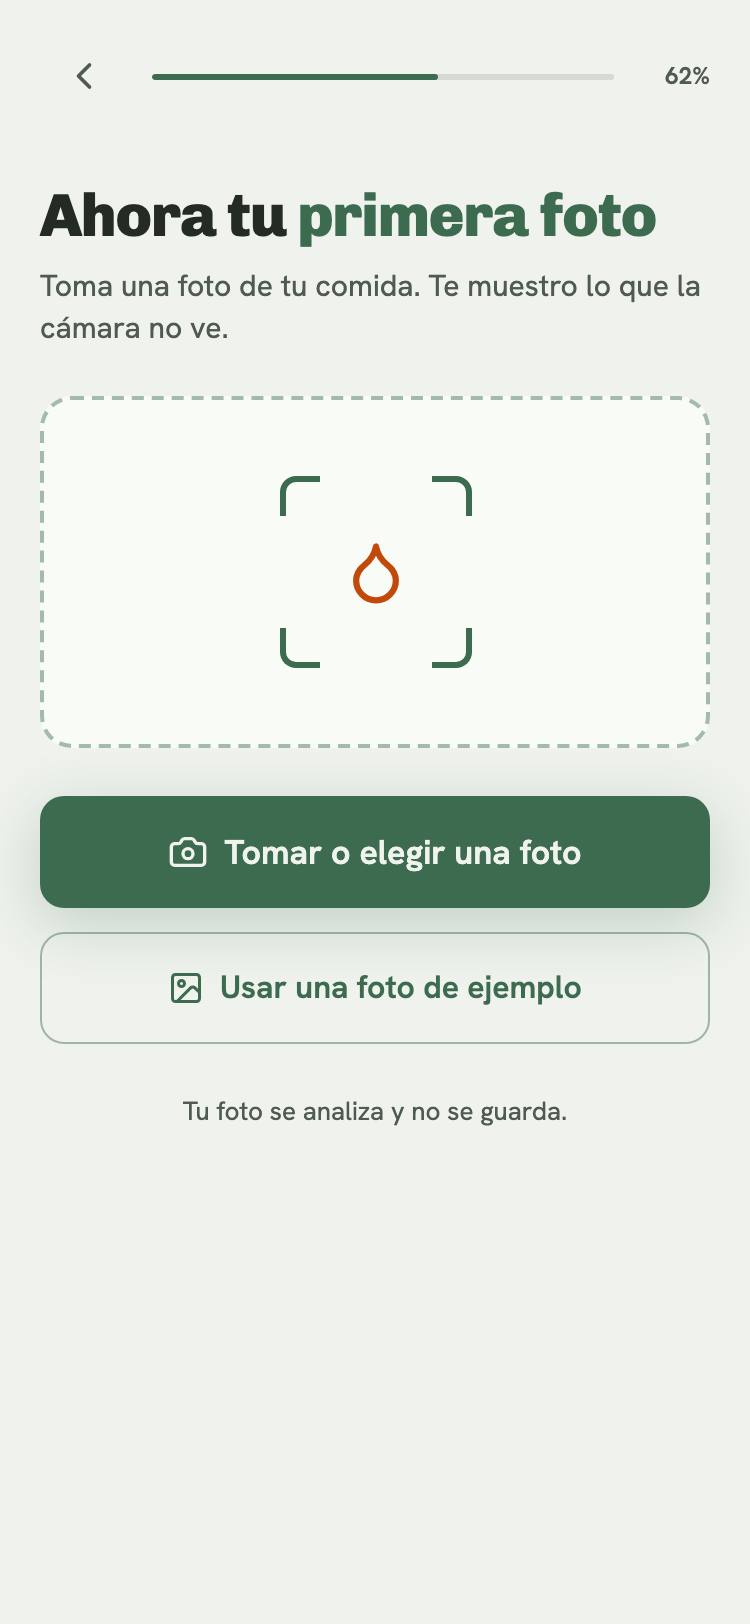 62%
Ahora tu primera foto
Toma una foto de tu comida. Te muestro lo que la
cámara no ve.
Tomar o elegir una foto
Usar una foto de ejemplo
Tu foto se analiza y no se guarda.